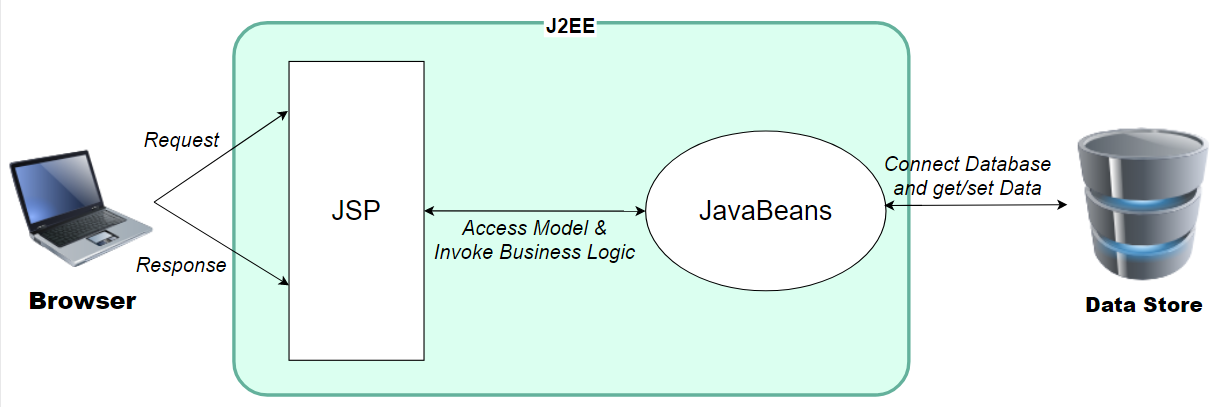 J2EE
Request
Response
Browser
JSP
Access Model &
Invoke Business Logic
JavaBeans
Connect Database
and get/set Data
Data Store